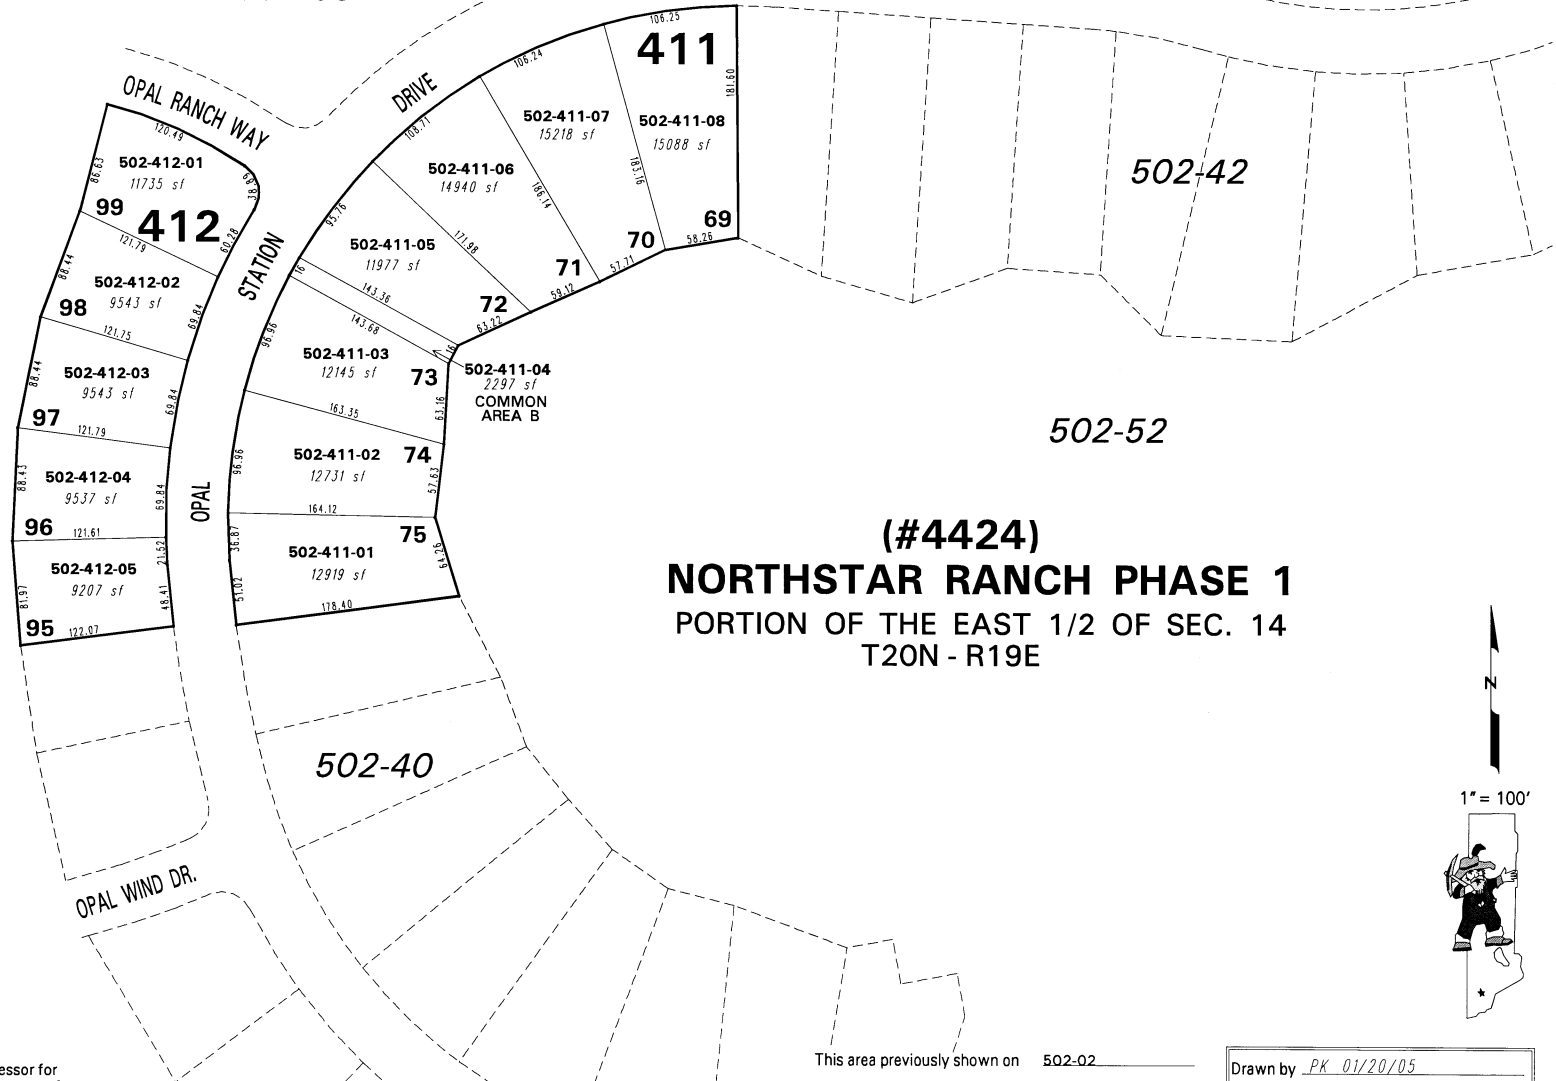 OPAL RANCH WAY
120.49
86.63
502-412-01
11735 sf
38.89
99
412
60.28
121.79
88.44
502-412-02
9543 sf
98
69.84
121.75
88.44
502-412-03
9543 sf
97
69.84
121.79
88.43
502-412-04
9537 sf
96
69.84
121.61
21.52
502-412-05
9207 sf
81.97
48.41
95
122.07
OPAL STATION DRIVE
106.25
411
106.24
181.60
502-411-08
15088 sf
183.16
69
58.26
502-411-07
15218 sf
186.14
70
57.71
108.71
502-411-06
14940 sf
171.98
71
59.12
95.76
502-411-05
11977 sf
143.36
72
63.22
16
16
143.68
502-411-04
2297 sf
COMMON
AREA B
96.96
502-411-03
12145 sf
73
63.16
163.35
96.96
502-411-02
12731 sf
74
57.63
164.12
36.87
502-411-01
12919 sf
75
64.26
51.02
178.40
502-42
502-52
(#4424)
NORTHSTAR RANCH PHASE 1
PORTION OF THE EAST 1/2 OF SEC. 14
T20N - R19E
N
1" = 100'
502-40
OPAL WIND DR.
essor for
This area previously shown on 502-02
Drawn by PK 01/20/05